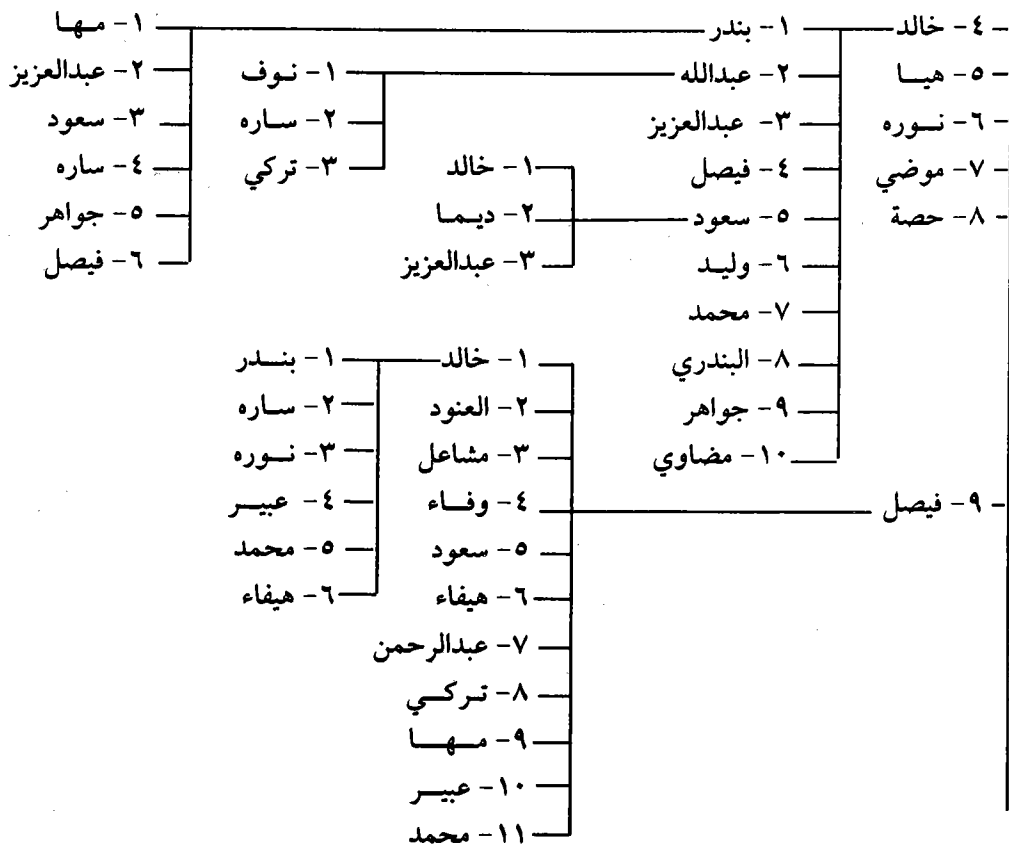 ٤- خالد
٥- هيا
٦- نوره
٧- موضي
٨- حصة
٩- فيصل
١- بندر
٢- عبدالله
٣- عبدالعزيز
٤- فيصل
٥- سعود
٦- وليد
٧- محمد
٨- البندري
٩- جواهر
١٠- مضاوي
١- مها
٢- عبدالعزيز
٣- سعود
٤- ساره
٥- جواهر
٦- فيصل
١- نوف
٢- ساره
٣- تركي
١- خالد
٢- ديما
٣- عبدالعزيز
١- خالد
٢- العنود
٣- مشاعل
٤- وفاء
٥- سعود
٦- هيفاء
٧- عبدالرحمن
٨- تركي
٩- مها
١٠- عبير
١١- محمد
١- بندر
٢- ساره
٣- نوره
٤- عبير
٥- محمد
٦- هيفاء